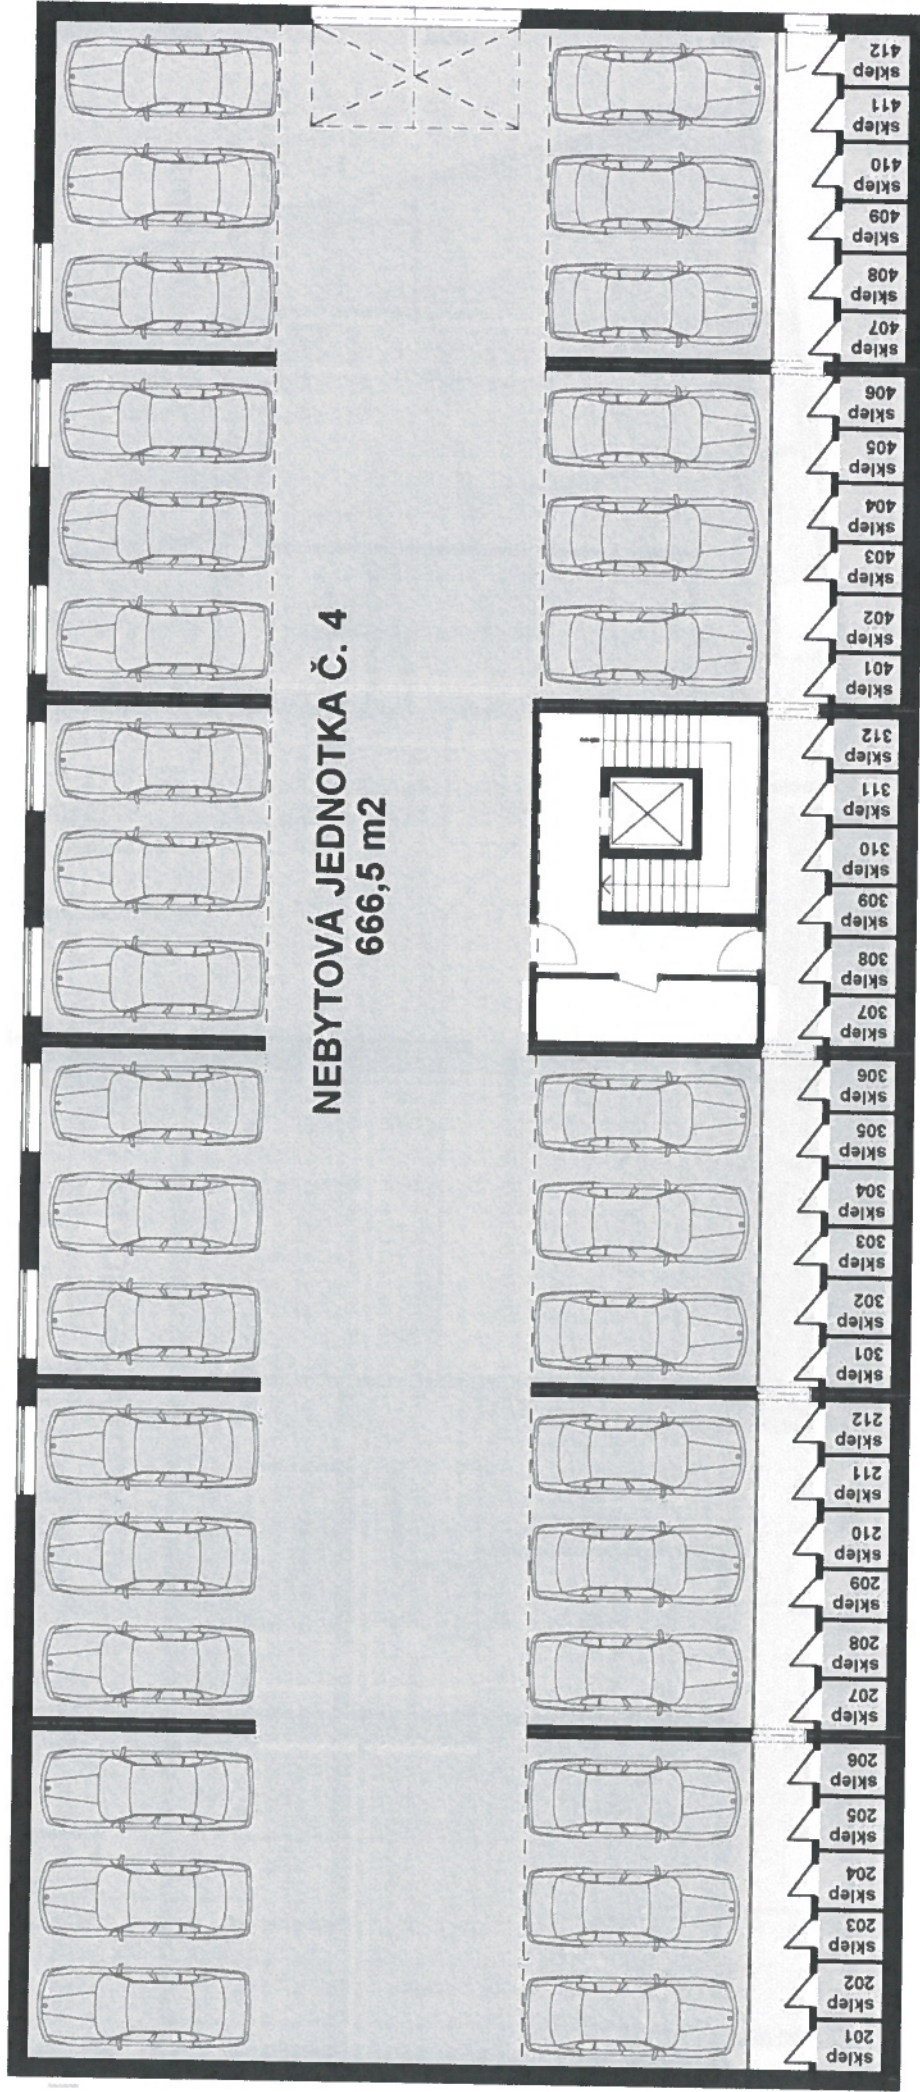 NEBYTOVÁ JEDNOTKA Č. 4
666,5 m2
sklep
412
sklep
411
sklep
410
sklep
409
sklep
408
sklep
407
sklep
406
sklep
405
sklep
404
sklep
403
sklep
402
sklep
401
sklep
312
sklep
311
sklep
310
sklep
309
sklep
308
sklep
307
sklep
306
sklep
305
sklep
304
sklep
303
sklep
302
sklep
301
sklep
212
sklep
211
sklep
210
sklep
209
sklep
208
sklep
207
sklep
206
sklep
205
sklep
204
sklep
203
sklep
202
sklep
201